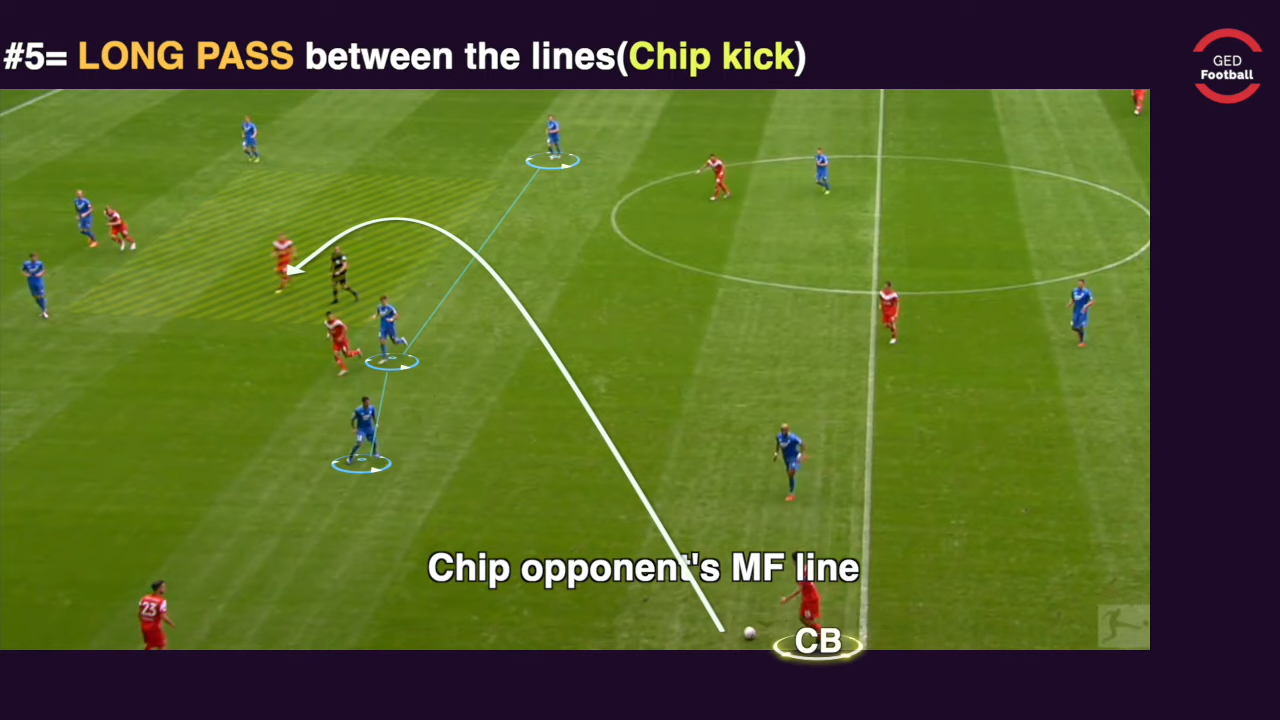 #5= LONG PASS between the lines(Chip kick)
GED
Football
Chip opponent's MF line
23
CB